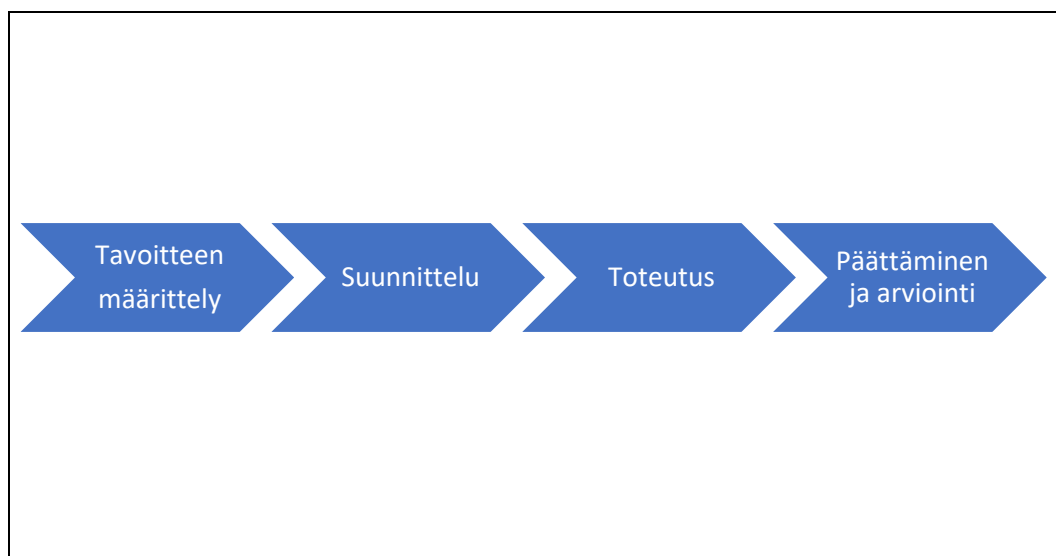 Tavoitteen
määrittely
Suunnittelu
Toteutus
Päättäminen
ja arviointi